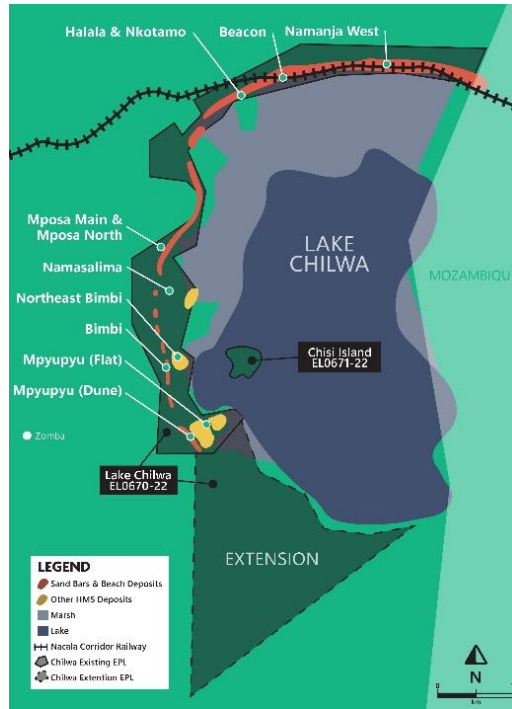 Halala & Nkotamo
Beacon
Namanja West
Mposa Main &
Mposa North
Namasalima
Northeast Bimbi
Bimbi
Mpyupyu (Flat)
Mpyupyu (Dune)
LAKE
CHILWA
MOZAMBIQU
Chisi Island
EL0671-22
Zomba
Lake Chilwa
EL0670-22
EXTENSION
LEGEND
Sand Bars & Beach Deposits
Other HMS Deposits
Marsh
Lake
Nacala Corridor Railway
Chilwa Existing EPL
Chilwa Extention EPL
N
0
km